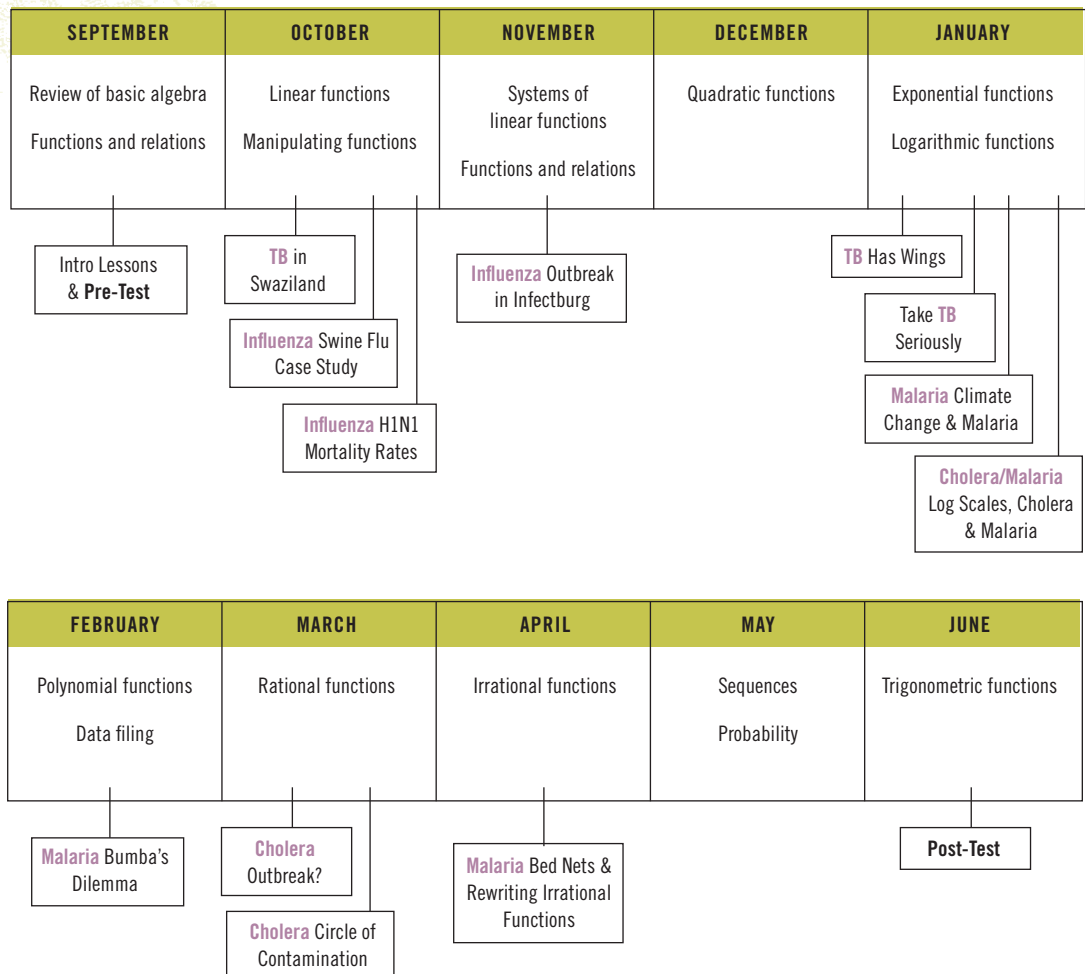 SEPTEMBER
OCTOBER
NOVEMBER
DECEMBER
JANUARY
Review of basic algebra
Functions and relations
Linear functions
Manipulating functions
Systems of
linear functions
Functions and relations
Quadratic functions
Exponential functions
Logarithmic functions
Intro Lessons
& Pre-Test
TB in
Swaziland
Influenza Swine Flu
Case Study
Influenza H1N1
Mortality Rates
Influenza Outbreak
in Infectburg
TB Has Wings
Take TB
Seriously
Malaria Climate
Change & Malaria
Cholera/Malaria
Log Scales, Cholera
& Malaria
FEBRUARY
MARCH
APRIL
MAY
JUNE
Polynomial functions
Data filing
Rational functions
Irrational functions
Sequences
Probability
Trigonometric functions
Malaria Bumba's
Dilemma
Cholera
Outbreak?
Cholera Circle of
Contamination
Malaria Bed Nets &
Rewriting Irrational
Functions
Post-Test